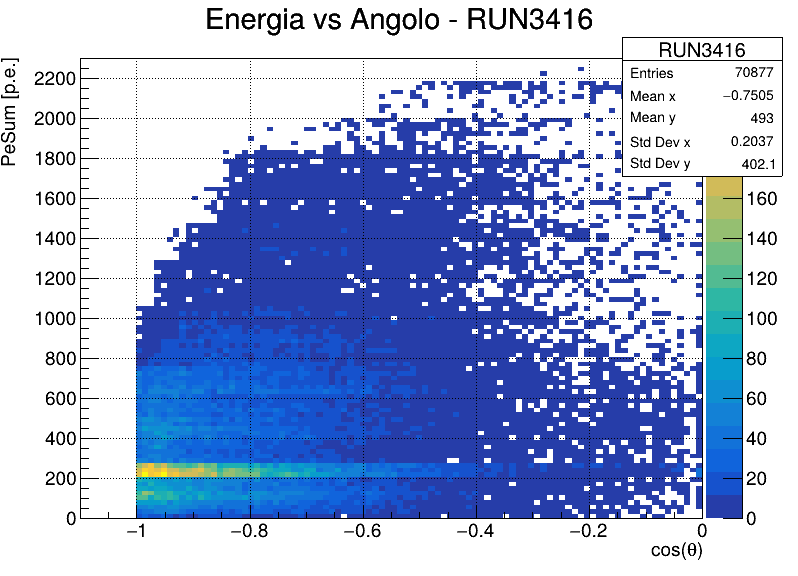 Energia vs Angolo - RUN3416
RUN3416
Entries 70877
Mean x −0.7505
Mean y 493
Std Dev x 0.2037
Std Dev y 402.1
PeSum [p.e.]
2200
2000
1800
1600
1400
1200
1000
800
600
400
200
0
160
140
120
100
80
60
40
20
0
−1 −0.8 −0.6 −0.4 −0.2 0
cos(θ)